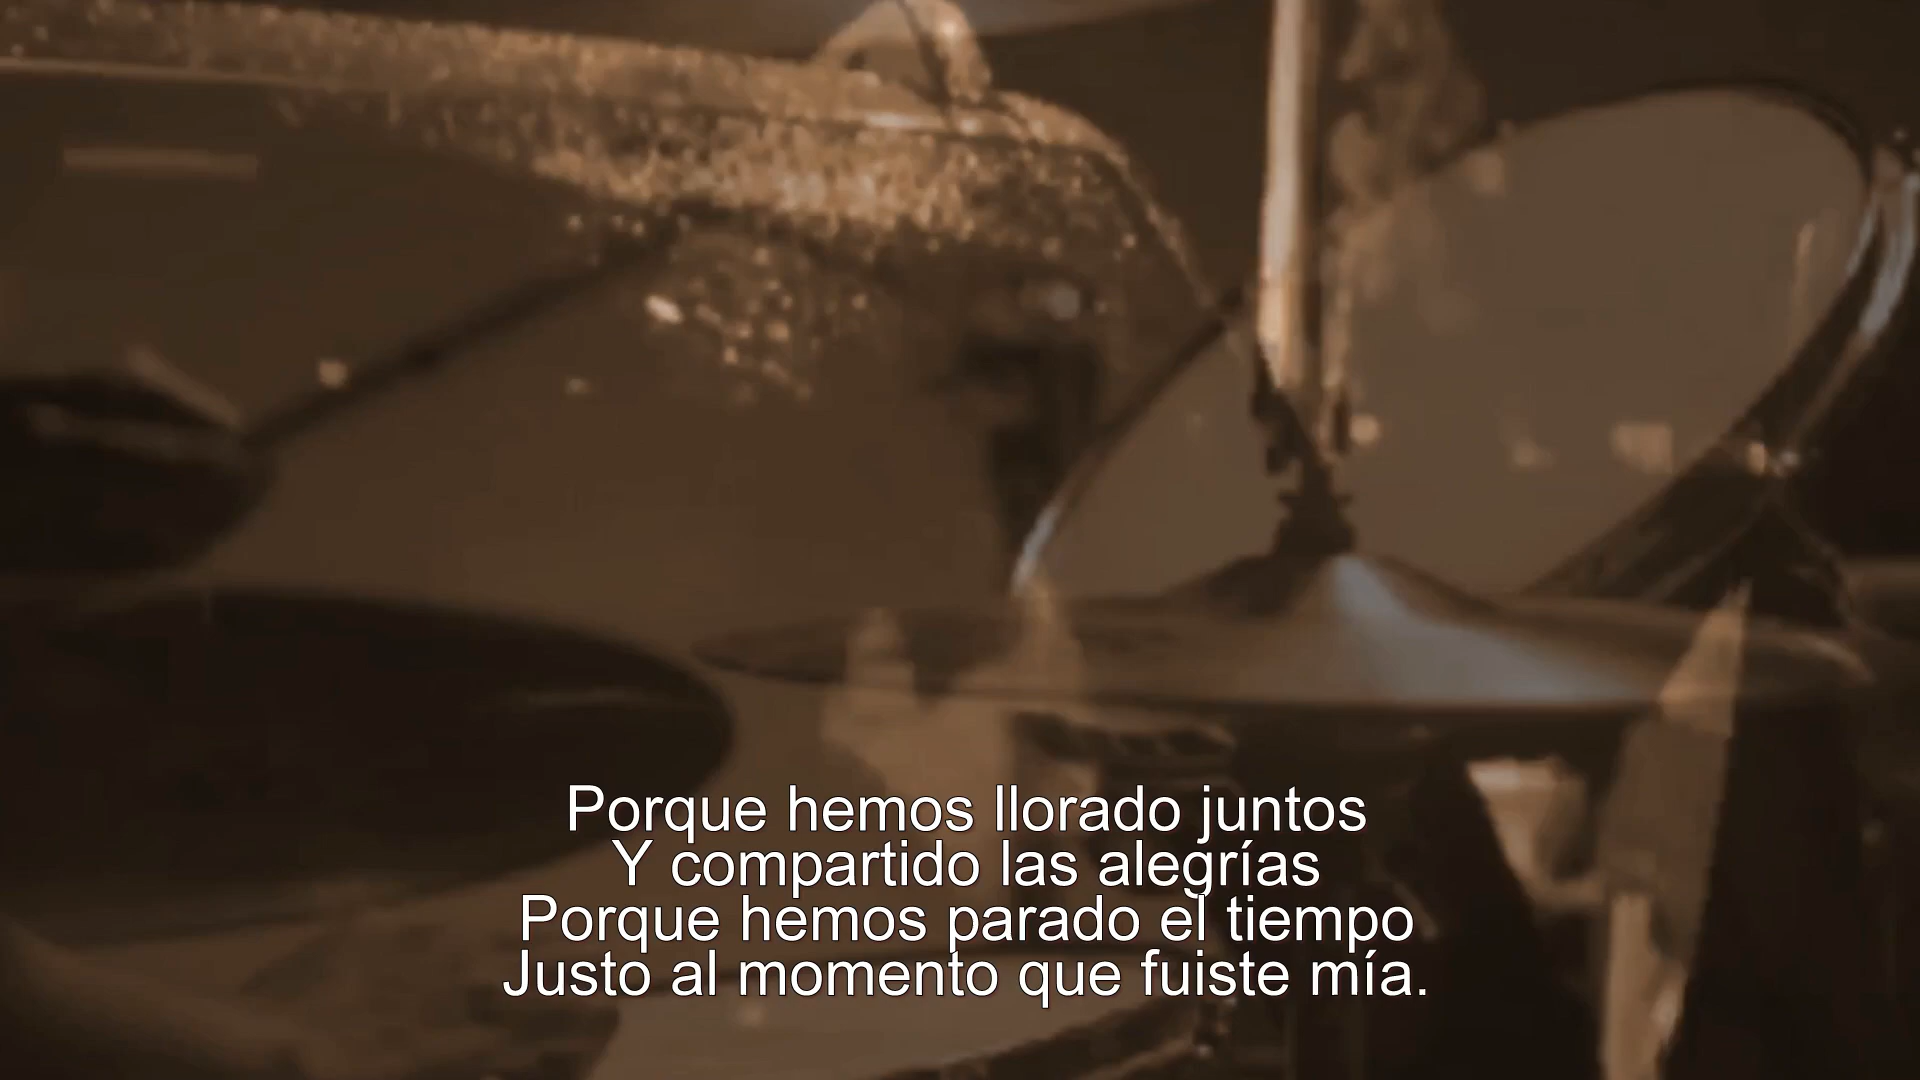 Porque hemos llorado juntos
Y compartido las alegrías
Porque hemos parado el tiempo
Justo al momento que fuiste mía.